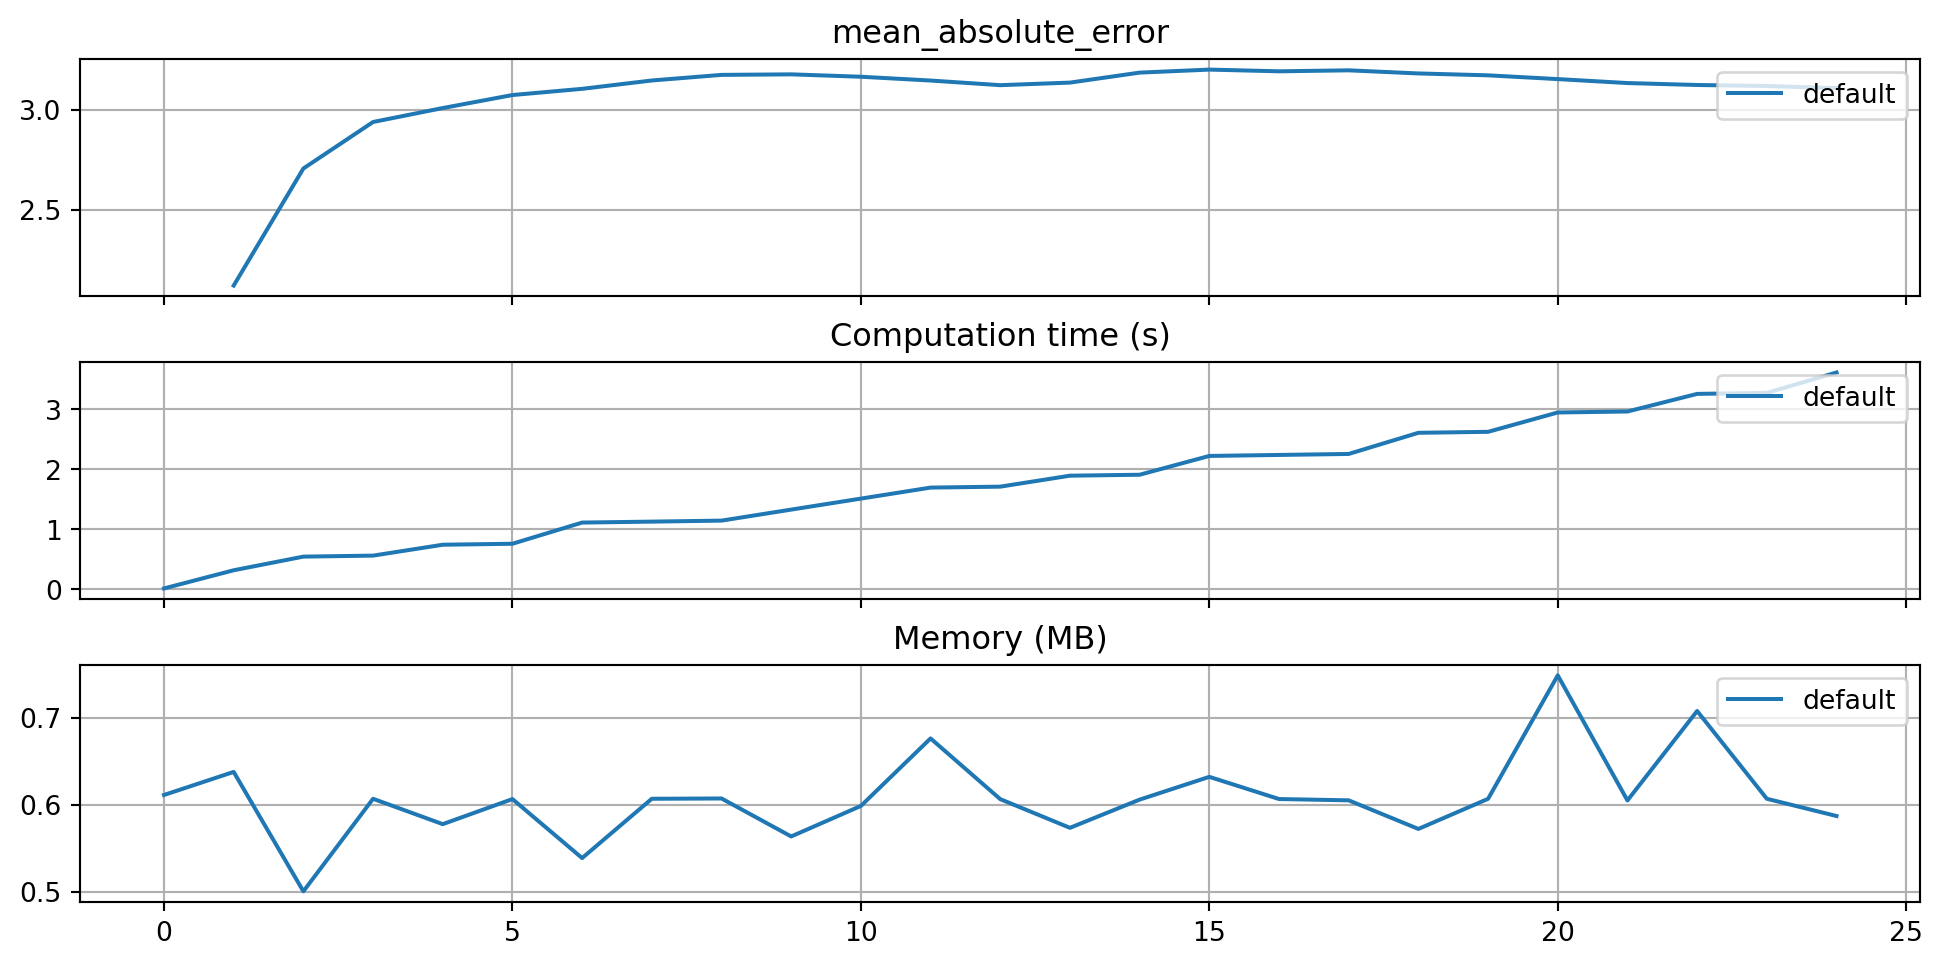 mean_absolute_error
3.0
2.5
default
Computation time (s)
3
2
1
0
default
Memory (MB)
0.7
0.6
0.5
default
0 5 10 15 20 25